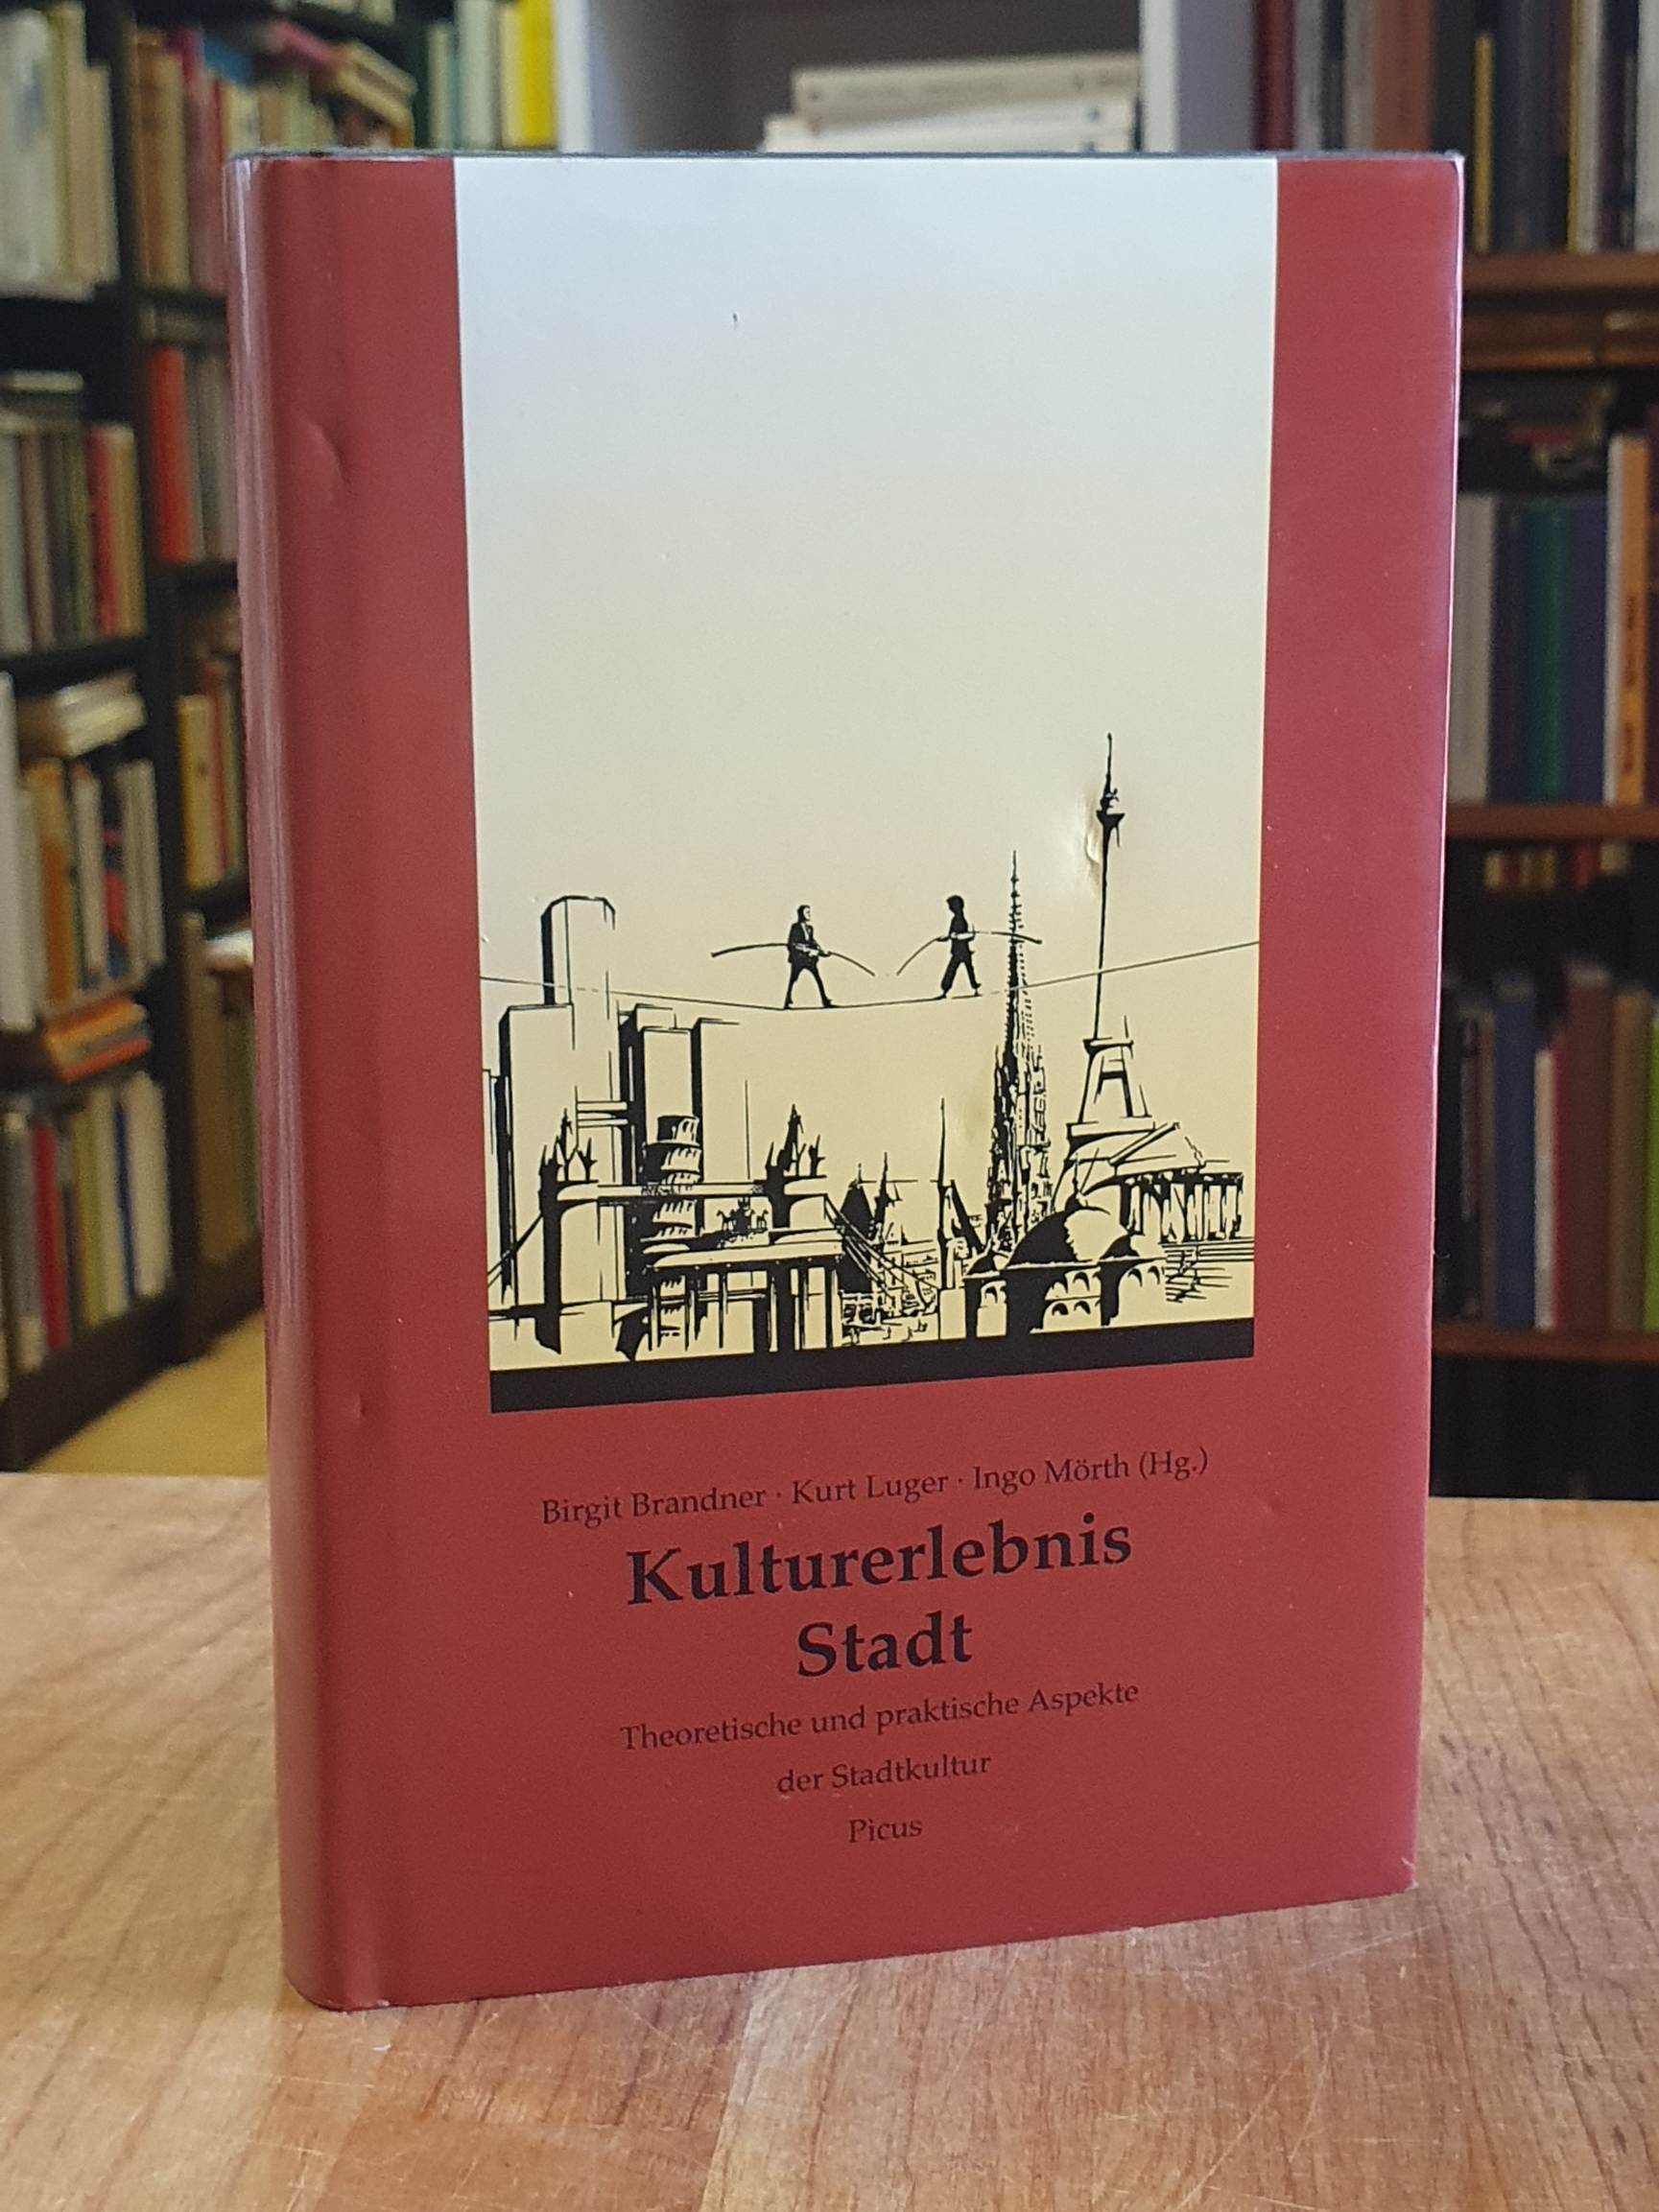 Birgit Brandner · Kurt Luger · Ingo Mörth (Hg.)
Kulturerlebnis
Stadt
Theoretische und praktische Aspekte
der Stadtkultur
Picus